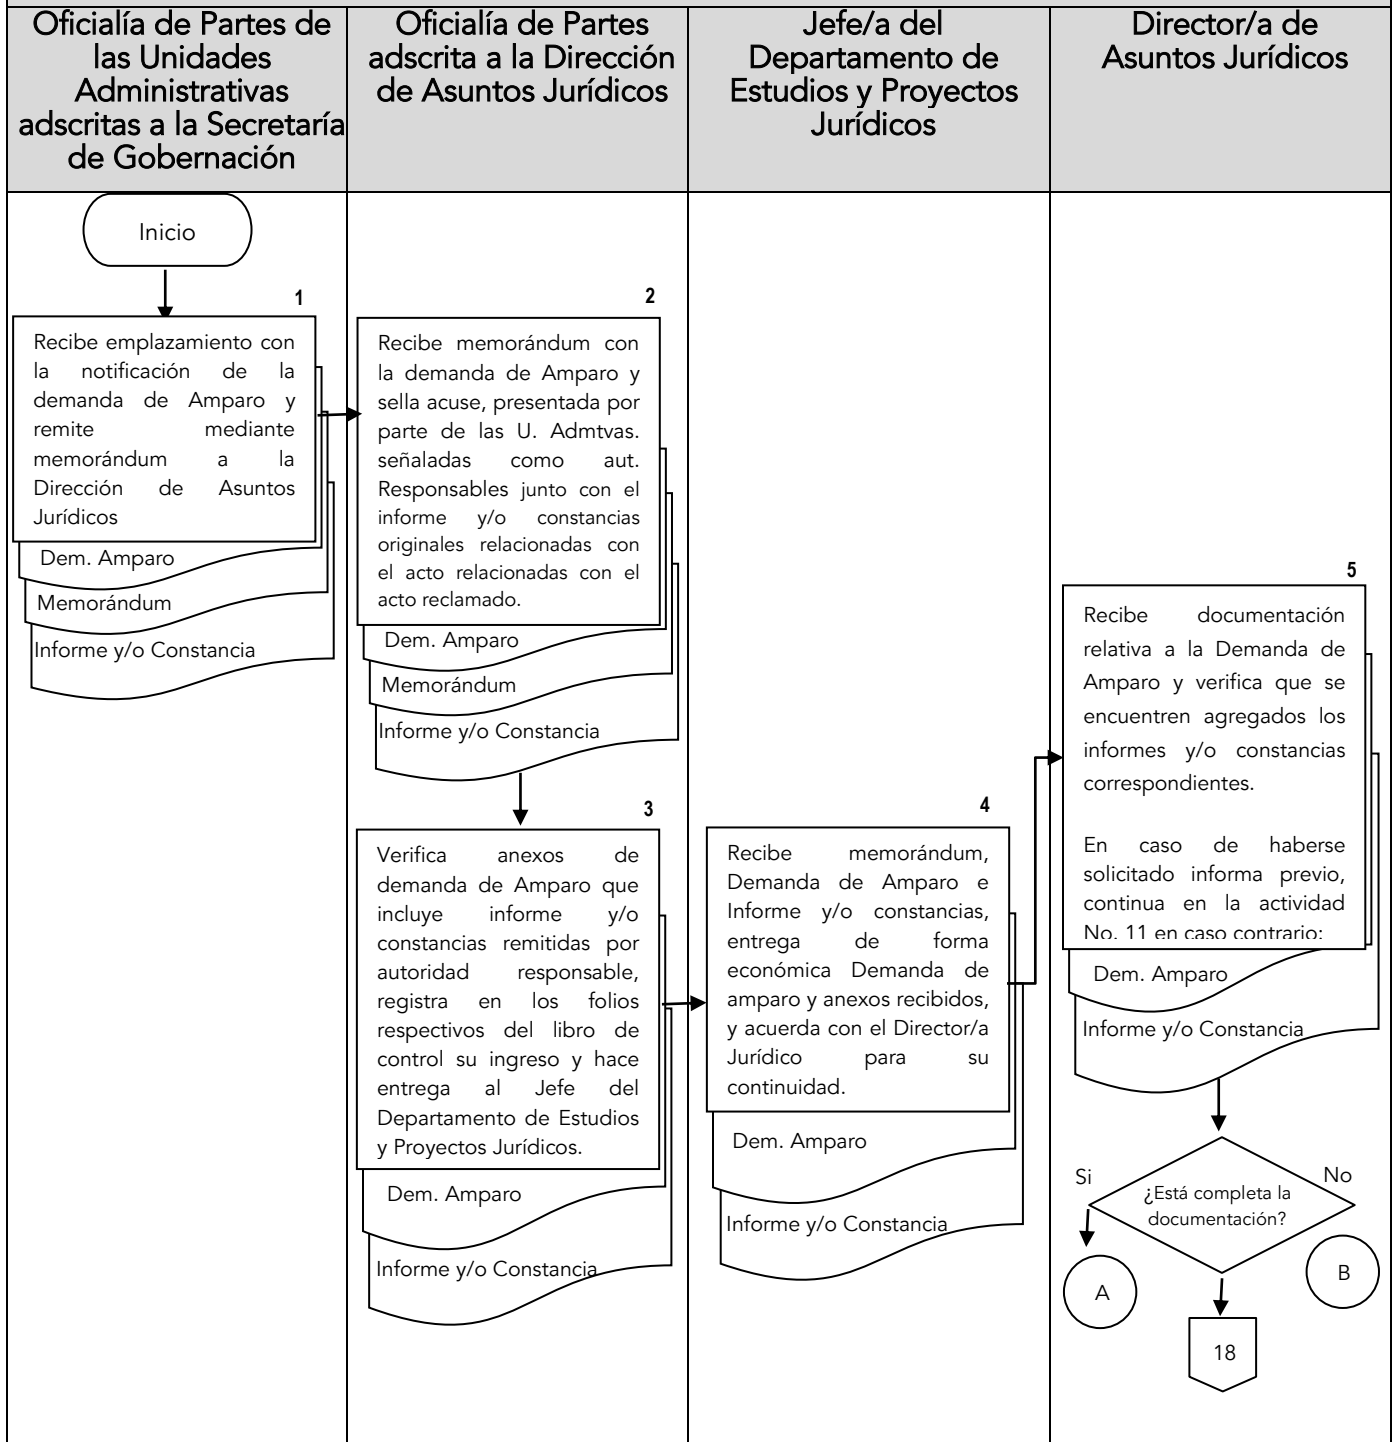 Oficialía de Partes de
las Unidades
Administrativas
adscritas a la Secretaría
de Gobernación
Oficialía de Partes
adscrita a la Dirección
de Asuntos Jurídicos
Jefe/a del
Departamento de
Estudios y Proyectos
Jurídicos
Director/a de
Asuntos Jurídicos
Inicio
1
Recibe emplazamiento con
la notificación de la
demanda de Amparo y
remite mediante
memorándum a la
Dirección de Asuntos
Jurídicos
Dem. Amparo
Memorándum
Informe y/o Constancia
2
Recibe memorándum con
la demanda de Amparo y
sella acuse, presentada por
parte de las U. Admtvas.
señaladas como aut.
Responsables junto con el
informe y/o constancias
originales relacionadas con
el acto relacionadas con el
acto reclamado.
Dem. Amparo
Memorándum
Informe y/o Constancia
3
Verifica anexos de
demanda de Amparo que
incluye informe y/o
constancias remitidas por
autoridad responsable,
registra en los folios
respectivos del libro de
control su ingreso y hace
entrega al Jefe del
Departamento de Estudios
y Proyectos Jurídicos.
Dem. Amparo
Informe y/o Constancia
4
Recibe memorándum,
Demanda de Amparo e
Informe y/o constancias,
entrega de forma
económica Demanda de
amparo y anexos recibidos,
y acuerda con el Director/a
Jurídico para su
continuidad.
Dem. Amparo
Informe y/o Constancia
5
Recibe documentación
relativa a la Demanda de
Amparo y verifica que se
encuentren agregados los
informes y/o constancias
correspondientes.
En caso de haberse
solicitado informa previo,
continua en la actividad
No. 11 en caso contrario:
Dem. Amparo
Informe y/o Constancia
Si
No
¿Está completa la
documentación?
A
B
18